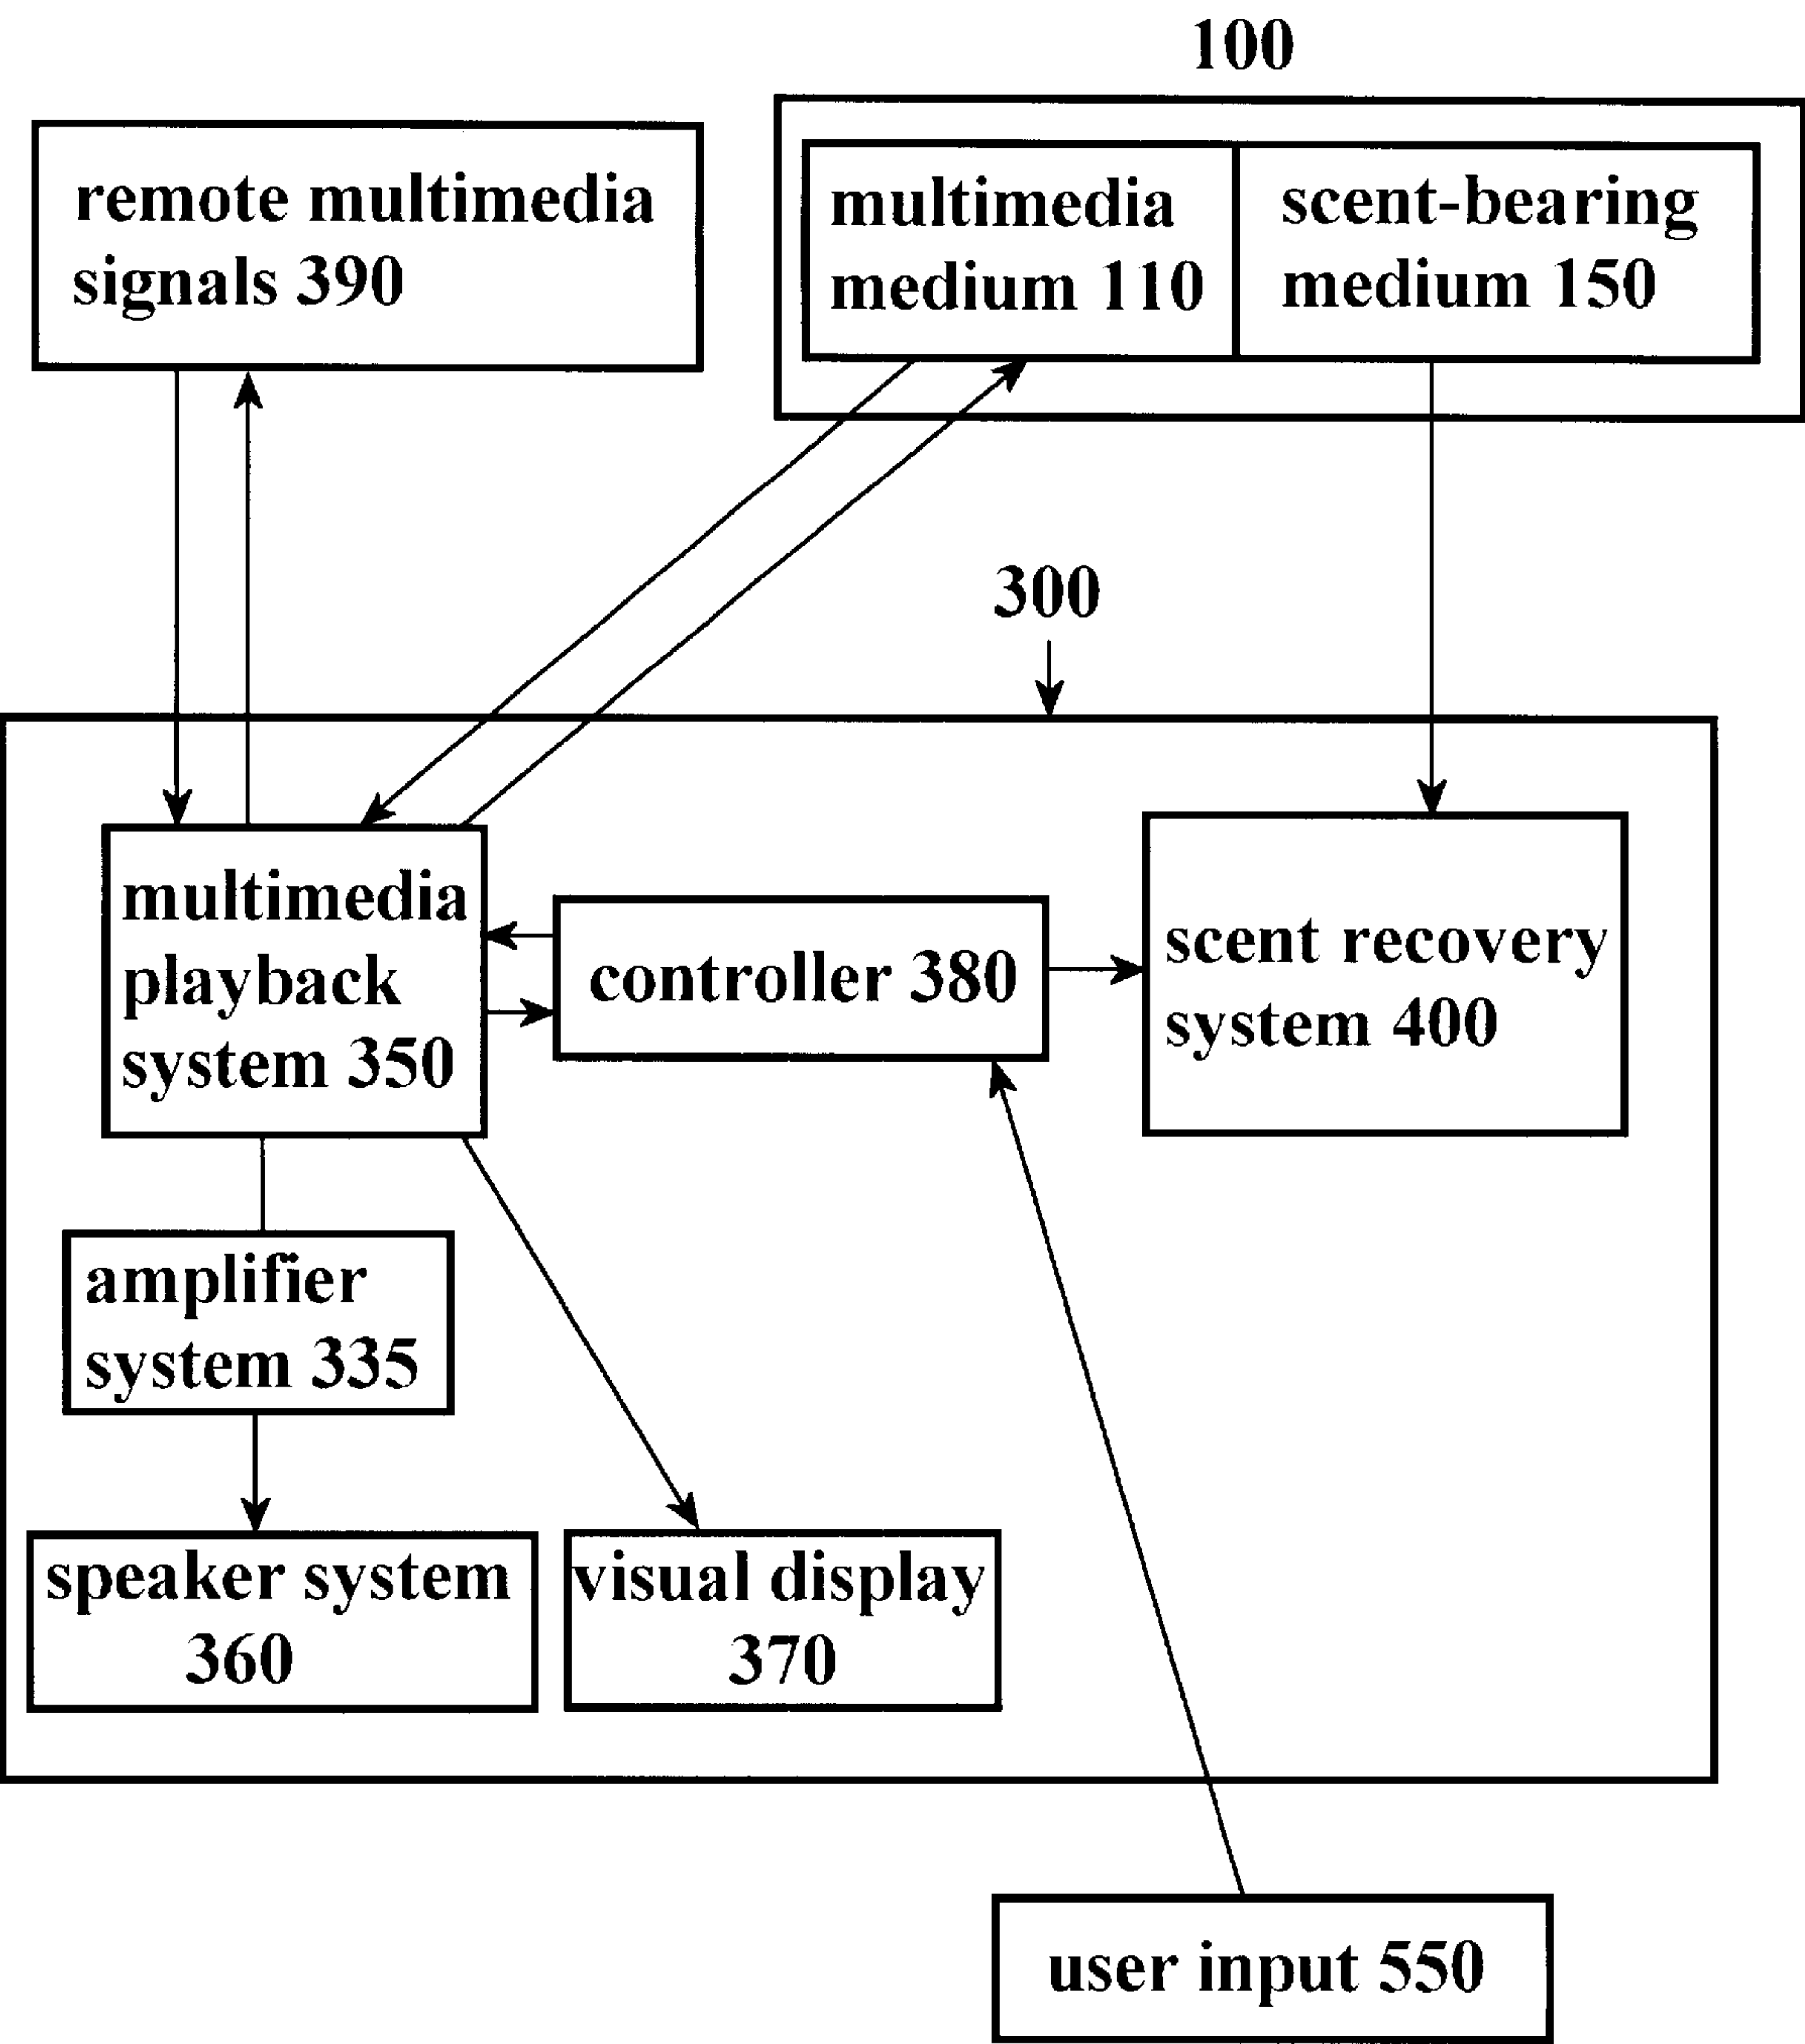 100
remote multimedia
signals 390
multimedia
medium 110
scent-bearing
medium 150
300
multimedia
playback
system 350
controller 380
scent recovery
system 400
amplifier
system 335
speaker system
360
visual display
370
user input 550